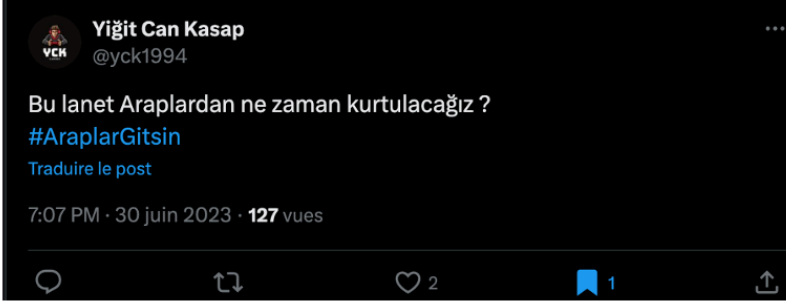 Yiğit Can Kasap
@yck1994
YCK
Bu lanet Araplardan ne zaman kurtulacağız ?
#AraplarGitsin
Traduire le post
7:07 PM · 30 juin 2023 · 127 vues
2
1